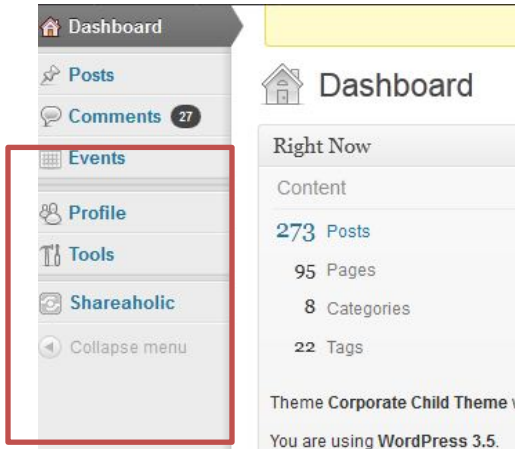 Dashboard
Posts
Comments 27
Events
Profile
Tools
Shareaholic
Collapse menu
Dashboard
Right Now
Content
273 Posts
95 Pages
8 Categories
22 Tags
Theme Corporate Child Theme
You are using WordPress 3.5.